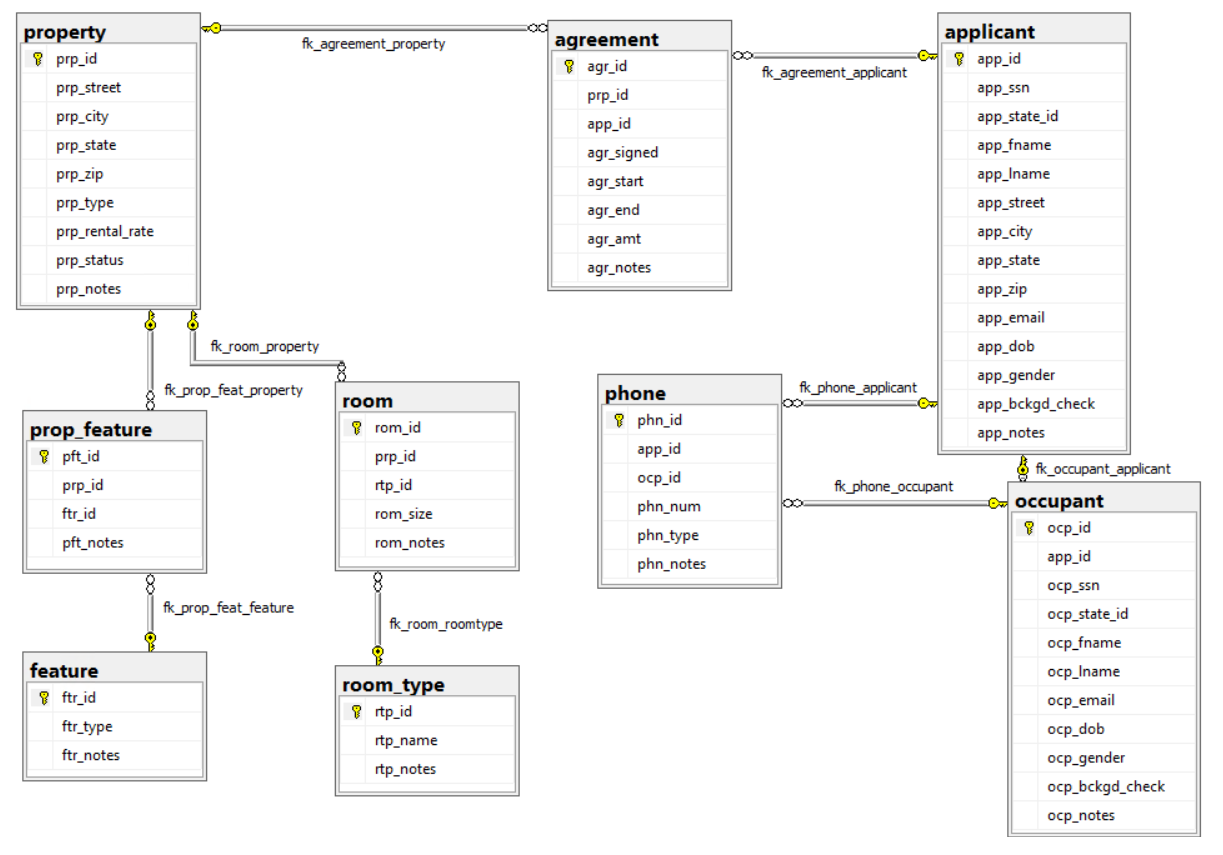 property
prp_id
prp_street
prp_city
prp_state
prp_zip
prp_type
prp_rental_rate
prp_status
prp_notes
fk_agreement_property
agreement
agr_id
prp_id
app_id
agr_signed
agr_start
agr_end
agr_amt
agr_notes
fk_agreement_applicant
applicant
app_id
app_ssn
app_state_id
app_fname
app_lname
app_street
app_city
app_state
app_zip
app_email
app_dob
app_gender
app_bckgd_check
app_notes
fk_room_property
fk_prop_feat_property
prop_feature
pft_id
prp_id
ftr_id
pft_notes
room
rom_id
prp_id
rtp_id
rom_size
rom_notes
phone
phn_id
app_id
ocp_id
phn_num
phn_type
phn_notes
fk_phone_applicant
fk_phone_occupant
fk_occupant_applicant
occupant
ocp_id
app_id
ocp_ssn
ocp_state_id
ocp_fname
ocp_lname
ocp_email
ocp_dob
ocp_gender
ocp_bckgd_check
ocp_notes
fk_prop_feat_feature
fk_room_roomtype
feature
ftr_id
ftr_type
ftr_notes
room_type
rtp_id
rtp_name
rtp_notes